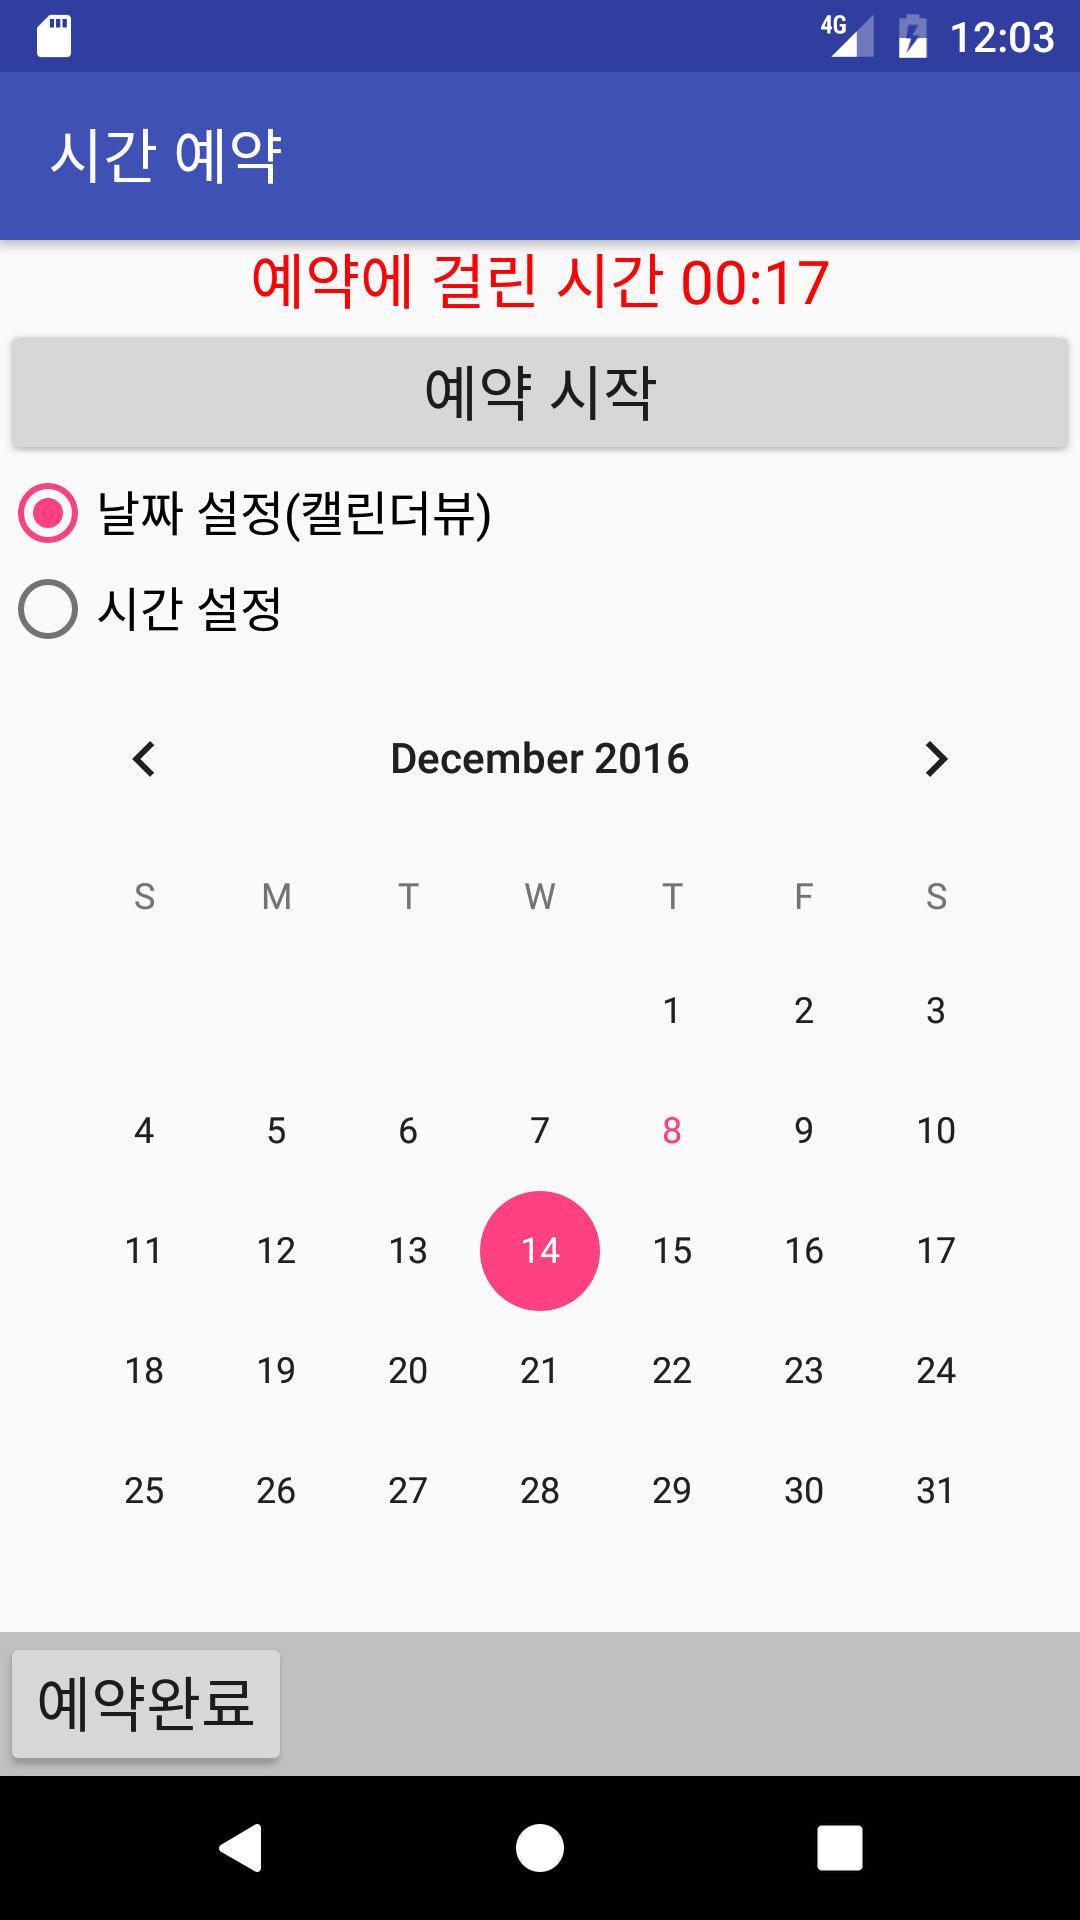 4G 12:03
시간 예약
예약에 걸린 시간 00:17
예약 시작
날짜 설정(캘린더뷰)
시간 설정
December 2016
S M T W T F S
1 2 3
4 5 6 7 8 9 10
11 12 13 14 15 16 17
18 19 20 21 22 23 24
25 26 27 28 29 30 31
예약완료